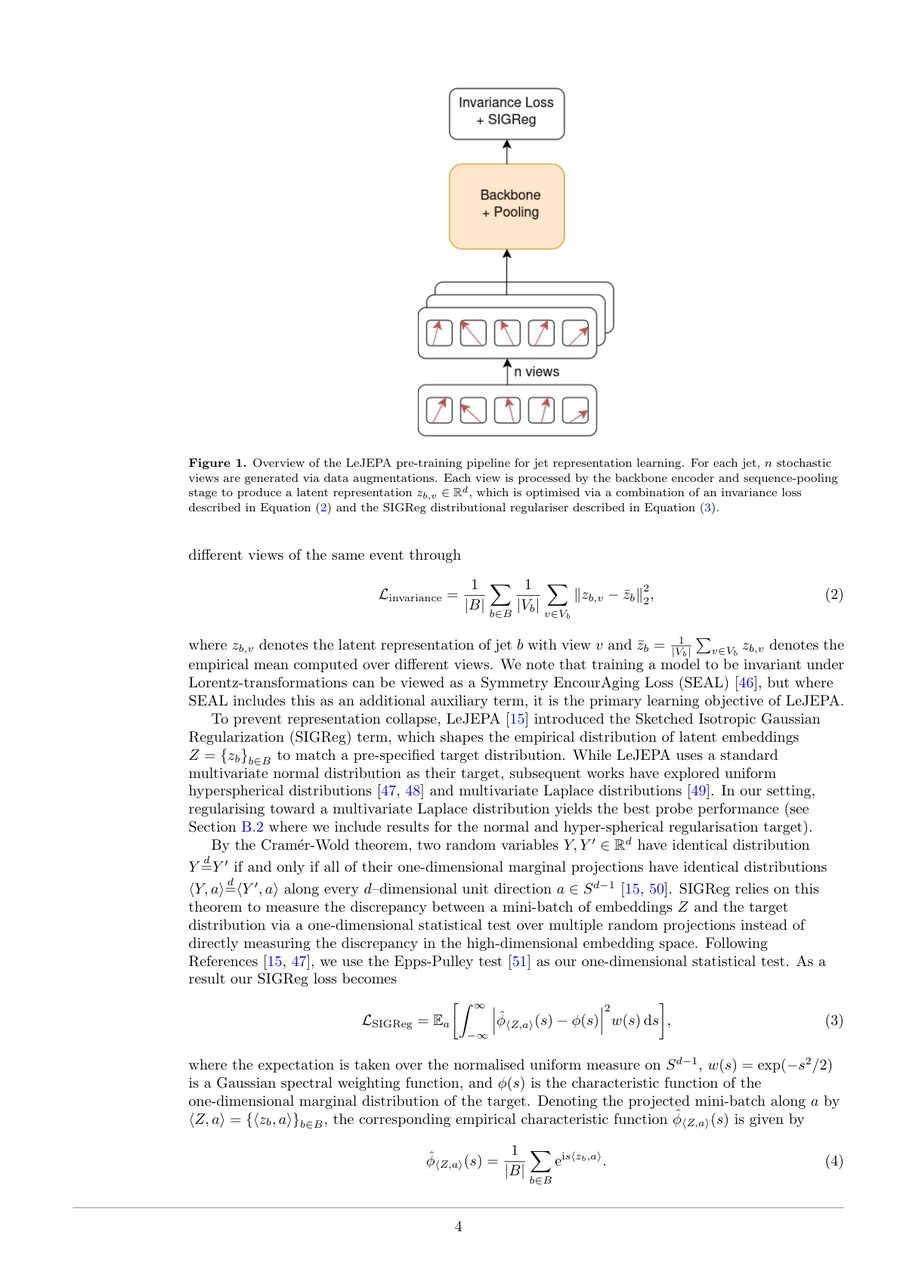 Invariance Loss
+ SIGReg
Backbone
+ Pooling
n views
Figure 1. Overview of the LeJEPA pre-training pipeline for jet representation learning. For each jet, n stochastic
views are generated via data augmentations. Each view is processed by the backbone encoder and sequence-pooling
stage to produce a latent representation z_{b,v} ∈ ℝ^d, which is optimised via a combination of an invariance loss
described in Equation (2) and the SIGReg distributional regulariser described in Equation (3).
different views of the same event through
ℒ_invariance = \frac{1}{|B|} ∑_{b∈B} \frac{1}{|V_b|} ∑_{v∈V_b} ‖z_{b,v} − z̄_b‖_2^2, (2)
where z_{b,v} denotes the latent representation of jet b with view v and z̄_b = \frac{1}{|V_b|} ∑_{v∈V_b} z_{b,v} denotes the
empirical mean computed over different views. We note that training a model to be invariant under
Lorentz-transformations can be viewed as a Symmetry EncourAging Loss (SEAL) [46], but where
SEAL includes this as an additional auxiliary term, it is the primary learning objective of LeJEPA.
To prevent representation collapse, LeJEPA [15] introduced the Sketched Isotropic Gaussian
Regularization (SIGReg) term, which shapes the empirical distribution of latent embeddings
Z = {z_b}_{b∈B} to match a pre-specified target distribution. While LeJEPA uses a standard
multivariate normal distribution as their target, subsequent works have explored uniform
hyperspherical distributions [47, 48] and multivariate Laplace distributions [49]. In our setting,
regularising toward a multivariate Laplace distribution yields the best probe performance (see
Section B.2 where we include results for the normal and hyper-spherical regularisation target).
By the Cramér-Wold theorem, two random variables Y, Y′ ∈ ℝ^d have identical distribution
Y \stackrel{d}{=} Y′ if and only if all of their one-dimensional marginal projections have identical distributions
⟨Y, a⟩ \stackrel{d}{=} ⟨Y′, a⟩ along every d–dimensional unit direction a ∈ S^{d−1} [15, 50]. SIGReg relies on this
theorem to measure the discrepancy between a mini-batch of embeddings Z and the target
distribution via a one-dimensional statistical test over multiple random projections instead of
directly measuring the discrepancy in the high-dimensional embedding space. Following
References [15, 47], we use the Epps-Pulley test [51] as our one-dimensional statistical test. As a
result our SIGReg loss becomes
ℒ_SIGReg = 𝔼_a [ ∫_{−∞}^{∞} | φ̂_{⟨Z,a⟩}(s) − φ(s) |^2 w(s) ds ], (3)
where the expectation is taken over the normalised uniform measure on S^{d−1}, w(s) = exp(−s^2/2)
is a Gaussian spectral weighting function, and φ(s) is the characteristic function of the
one-dimensional marginal distribution of the target. Denoting the projected mini-batch along a by
⟨Z, a⟩ = {⟨z_b, a⟩}_{b∈B}, the corresponding empirical characteristic function φ̂_{⟨Z,a⟩}(s) is given by
φ̂_{⟨Z,a⟩}(s) = \frac{1}{|B|} ∑_{b∈B} e^{is⟨z_b,a⟩}. (4)
4